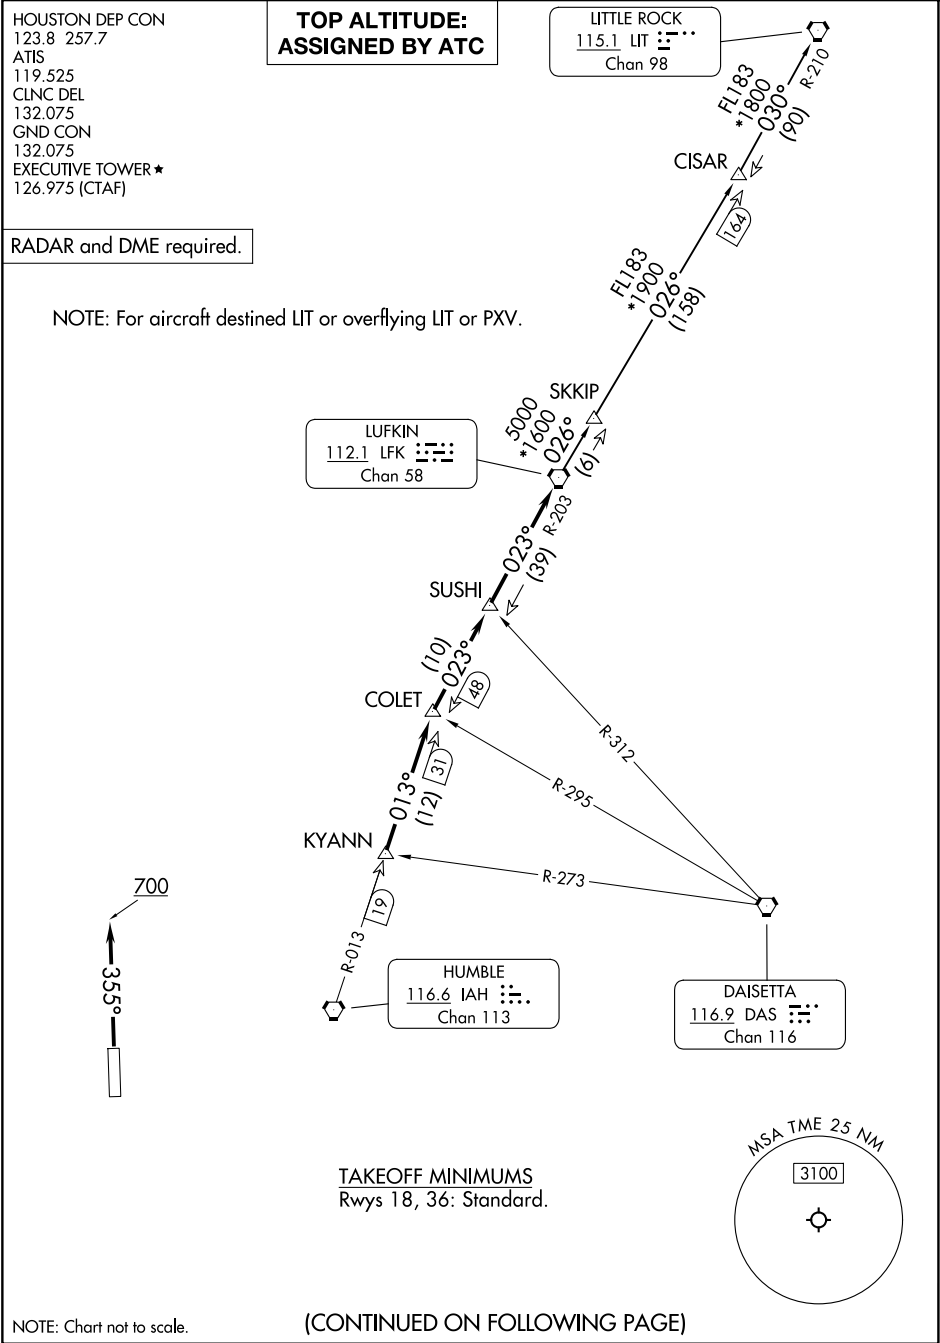 HOUSTON DEP CON
123.8 257.7
ATIS
119.525
CLNC DEL
132.075
GND CON
132.075
EXECUTIVE TOWER★
126.975 (CTAF)
TOP ALTITUDE:
ASSIGNED BY ATC
LITTLE ROCK
115.1 LIT
Chan 98
R-210
FL183
*1800
030°
(90)
CISAR
164
RADAR and DME required.
FL183
*1900
026°
(158)
NOTE: For aircraft destined LIT or overflying LIT or PXV.
SKKIP
5000
*1600
026°
(6)
LUFKIN
112.1 LFK
Chan 58
R-203
023°
(39)
SUSHI
(10)
023°
48
COLET
R-312
31
013°
(12)
R-295
KYANN
R-273
19
R-013
700
355°
HUMBLE
116.6 IAH
Chan 113
DAISETTA
116.9 DAS
Chan 116
MSA TME 25 NM
3100
TAKEOFF MINIMUMS
Rwys 18, 36: Standard.
NOTE: Chart not to scale.
(CONTINUED ON FOLLOWING PAGE)